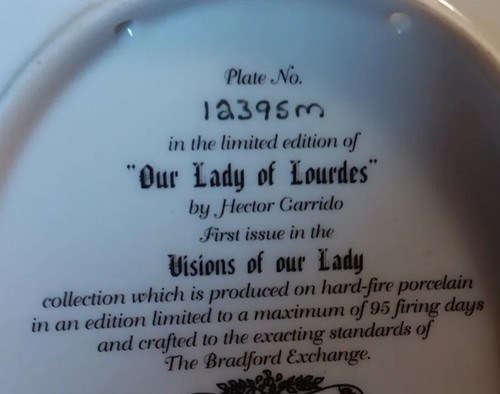 Plate No.
12395m
in the limited edition of
"Our Lady of Lourdes"
by Hector Garrido
First issue in the
Visions of our Lady
collection which is produced on hard-fire porcelain
in an edition limited to a maximum of 95 firing days
and crafted to the exacting standards of
The Bradford Exchange.